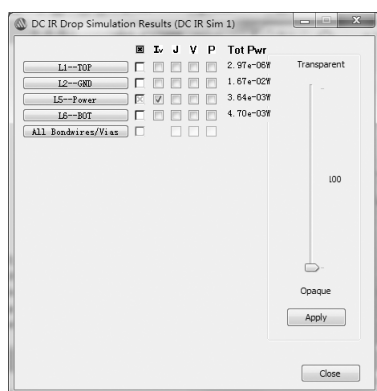 DC IR Drop Simulation Results (DC IR Sim 1)
Iv J V P Tot Pwr
L1--TOP 2.97e-06W
L2--GND 1.67e-02W
L5--Power 3.64e-03W
L6--BOT 4.70e-03W
All Bondwires/Vias
Transparent
100
Opaque
Apply
Close